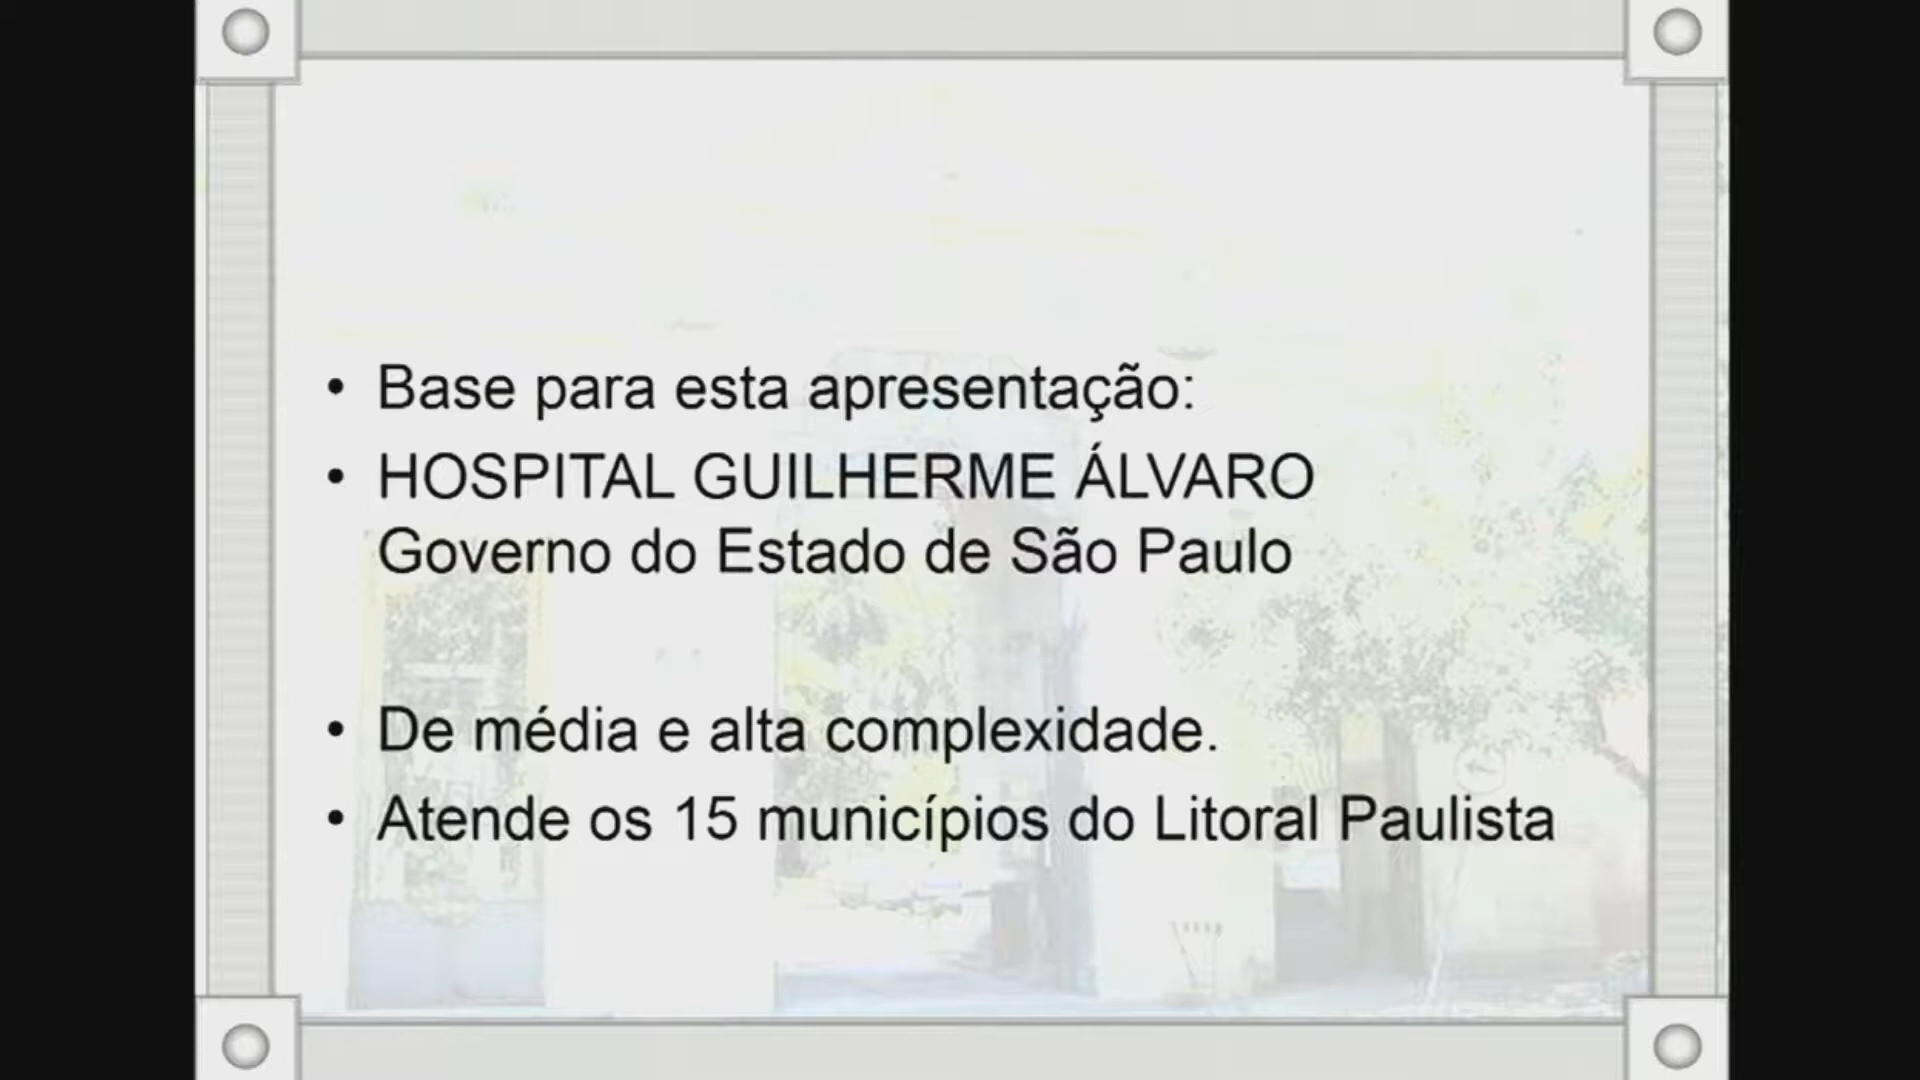 • Base para esta apresentação:
• HOSPITAL GUILHERME ÁLVARO
Governo do Estado de São Paulo
• De média e alta complexidade.
• Atende os 15 municípios do Litoral Paulista